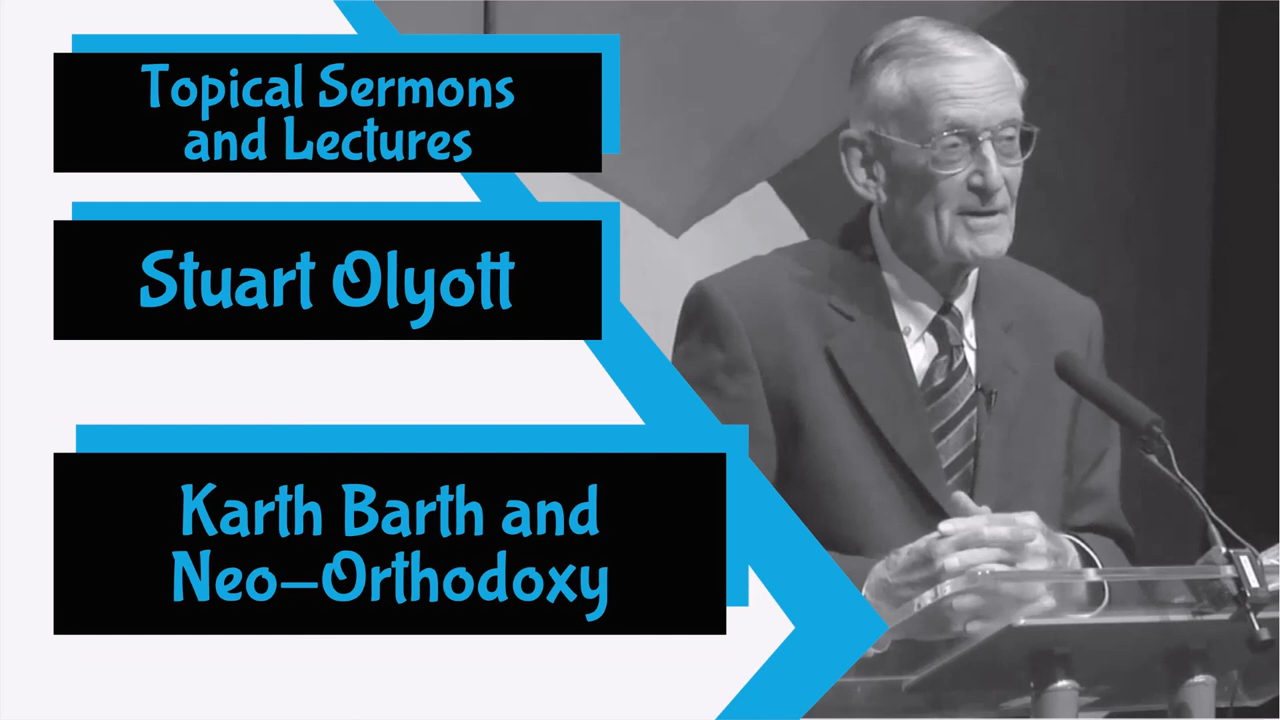 Topical Sermons
and Lectures
Stuart Olyott
Karth Barth and
Neo-Orthodoxy